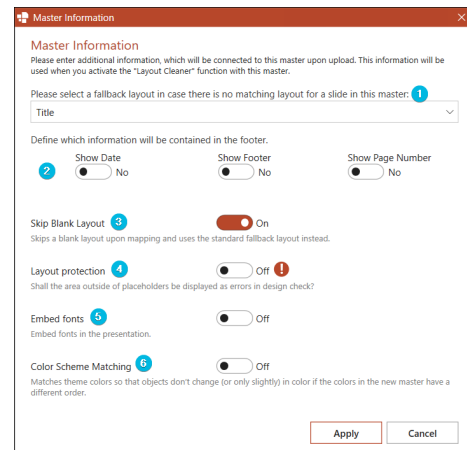 Master Information
Master Information
Please enter additional information, which will be connected to this master upon upload. This information will be
used when you activate the "Layout Cleaner" function with this master.
Please select a fallback layout in case there is no matching layout for a slide in this master: 1
Title
Define which information will be contained in the footer.
Show Date Show Footer Show Page Number
2 No No No
Skip Blank Layout 3 On
Skips a blank layout upon mapping and uses the standard fallback layout instead.
Layout protection 4 Off !
Shall the area outside of placeholders be displayed as errors in design check?
Embed fonts 5 Off
Embed fonts in the presentation.
Color Scheme Matching 6 Off
Matches theme colors so that objects don't change (or only slightly) in color if the colors in the new master have a
different order.
Apply Cancel